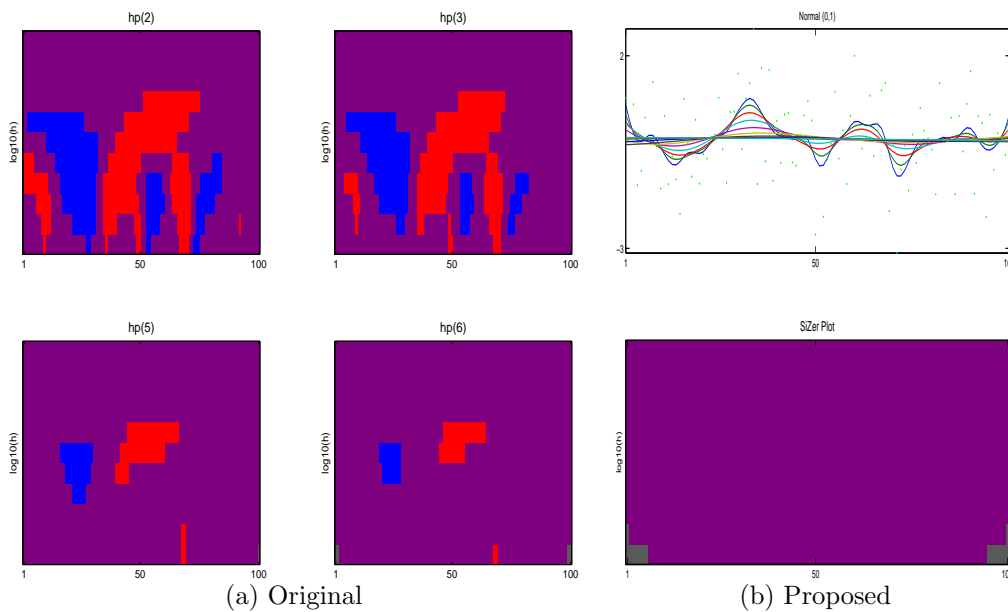 hp(2)
hp(3)
Normal (0,1)
log10(h)
log10(h)
2
-3
1 50 100
1 50 100
1 50 10
hp(5)
hp(6)
SiZer Plot
log10(h)
log10(h)
log10(h)
1 50 100
1 50 100
1 50 100
(a) Original
(b) Proposed